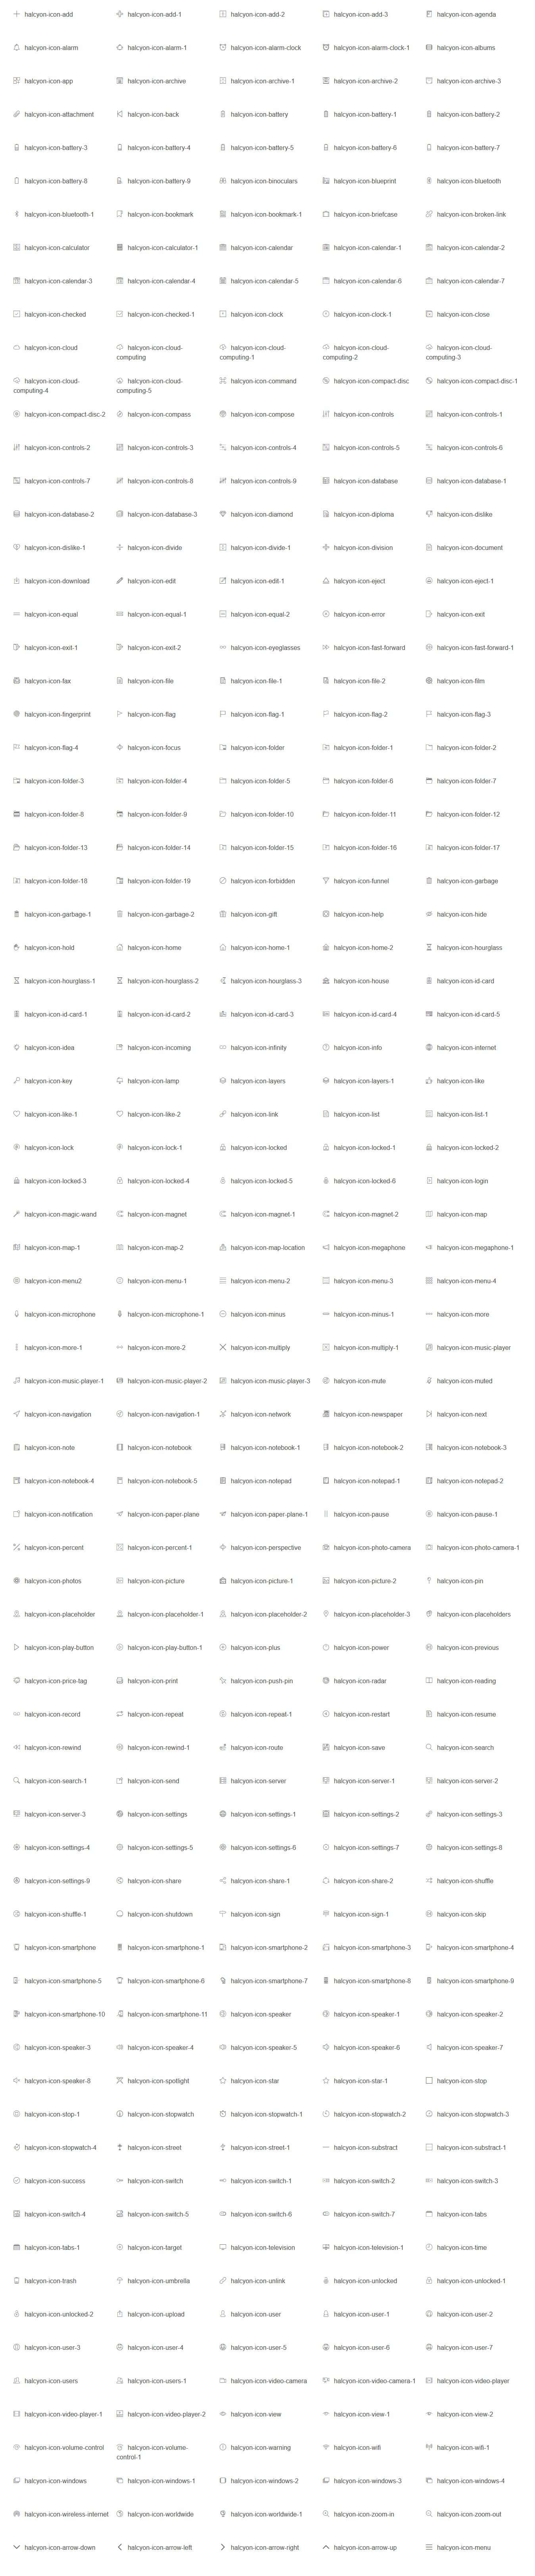 halcyon-icon-add halcyon-icon-add-1 halcyon-icon-add-2 halcyon-icon-add-3 halcyon-icon-agenda
halcyon-icon-alarm halcyon-icon-alarm-1 halcyon-icon-alarm-clock halcyon-icon-alarm-clock-1 halcyon-icon-albums
halcyon-icon-app halcyon-icon-archive halcyon-icon-archive-1 halcyon-icon-archive-2 halcyon-icon-archive-3
halcyon-icon-attachment halcyon-icon-back halcyon-icon-battery halcyon-icon-battery-1 halcyon-icon-battery-2
halcyon-icon-battery-3 halcyon-icon-battery-4 halcyon-icon-battery-5 halcyon-icon-battery-6 halcyon-icon-battery-7
halcyon-icon-battery-8 halcyon-icon-battery-9 halcyon-icon-binoculars halcyon-icon-blueprint halcyon-icon-bluetooth
halcyon-icon-bluetooth-1 halcyon-icon-bookmark halcyon-icon-bookmark-1 halcyon-icon-briefcase halcyon-icon-broken-link
halcyon-icon-calculator halcyon-icon-calculator-1 halcyon-icon-calendar halcyon-icon-calendar-1 halcyon-icon-calendar-2
halcyon-icon-calendar-3 halcyon-icon-calendar-4 halcyon-icon-calendar-5 halcyon-icon-calendar-6 halcyon-icon-calendar-7
halcyon-icon-checked halcyon-icon-checked-1 halcyon-icon-clock halcyon-icon-clock-1 halcyon-icon-close
halcyon-icon-cloud halcyon-icon-cloud- halcyon-icon-cloud- halcyon-icon-cloud- halcyon-icon-cloud-
computing computing-1 computing-2 computing-3
halcyon-icon-cloud- halcyon-icon-cloud- halcyon-icon-command halcyon-icon-compact-disc halcyon-icon-compact-disc-1
computing-4 computing-5
halcyon-icon-compact-disc-2 halcyon-icon-compass halcyon-icon-compose halcyon-icon-controls halcyon-icon-controls-1
halcyon-icon-controls-2 halcyon-icon-controls-3 halcyon-icon-controls-4 halcyon-icon-controls-5 halcyon-icon-controls-6
halcyon-icon-controls-7 halcyon-icon-controls-8 halcyon-icon-controls-9 halcyon-icon-database halcyon-icon-database-1
halcyon-icon-database-2 halcyon-icon-database-3 halcyon-icon-diamond halcyon-icon-diploma halcyon-icon-dislike
halcyon-icon-dislike-1 halcyon-icon-divide halcyon-icon-divide-1 halcyon-icon-division halcyon-icon-document
halcyon-icon-download halcyon-icon-edit halcyon-icon-edit-1 halcyon-icon-eject halcyon-icon-eject-1
halcyon-icon-equal halcyon-icon-equal-1 halcyon-icon-equal-2 halcyon-icon-error halcyon-icon-exit
halcyon-icon-exit-1 halcyon-icon-exit-2 halcyon-icon-eyeglasses halcyon-icon-fast-forward halcyon-icon-fast-forward-1
halcyon-icon-fax halcyon-icon-file halcyon-icon-file-1 halcyon-icon-file-2 halcyon-icon-film
halcyon-icon-fingerprint halcyon-icon-flag halcyon-icon-flag-1 halcyon-icon-flag-2 halcyon-icon-flag-3
halcyon-icon-flag-4 halcyon-icon-focus halcyon-icon-folder halcyon-icon-folder-1 halcyon-icon-folder-2
halcyon-icon-folder-3 halcyon-icon-folder-4 halcyon-icon-folder-5 halcyon-icon-folder-6 halcyon-icon-folder-7
halcyon-icon-folder-8 halcyon-icon-folder-9 halcyon-icon-folder-10 halcyon-icon-folder-11 halcyon-icon-folder-12
halcyon-icon-folder-13 halcyon-icon-folder-14 halcyon-icon-folder-15 halcyon-icon-folder-16 halcyon-icon-folder-17
halcyon-icon-folder-18 halcyon-icon-folder-19 halcyon-icon-forbidden halcyon-icon-funnel halcyon-icon-garbage
halcyon-icon-garbage-1 halcyon-icon-garbage-2 halcyon-icon-gift halcyon-icon-help halcyon-icon-hide
halcyon-icon-hold halcyon-icon-home halcyon-icon-home-1 halcyon-icon-home-2 halcyon-icon-hourglass
halcyon-icon-hourglass-1 halcyon-icon-hourglass-2 halcyon-icon-hourglass-3 halcyon-icon-house halcyon-icon-id-card
halcyon-icon-id-card-1 halcyon-icon-id-card-2 halcyon-icon-id-card-3 halcyon-icon-id-card-4 halcyon-icon-id-card-5
halcyon-icon-idea halcyon-icon-incoming halcyon-icon-infinity halcyon-icon-info halcyon-icon-internet
halcyon-icon-key halcyon-icon-lamp halcyon-icon-layers halcyon-icon-layers-1 halcyon-icon-like
halcyon-icon-like-1 halcyon-icon-like-2 halcyon-icon-link halcyon-icon-list halcyon-icon-list-1
halcyon-icon-lock halcyon-icon-lock-1 halcyon-icon-locked halcyon-icon-locked-1 halcyon-icon-locked-2
halcyon-icon-locked-3 halcyon-icon-locked-4 halcyon-icon-locked-5 halcyon-icon-locked-6 halcyon-icon-login
halcyon-icon-magic-wand halcyon-icon-magnet halcyon-icon-magnet-1 halcyon-icon-magnet-2 halcyon-icon-map
halcyon-icon-map-1 halcyon-icon-map-2 halcyon-icon-map-location halcyon-icon-megaphone halcyon-icon-megaphone-1
halcyon-icon-menu2 halcyon-icon-menu-1 halcyon-icon-menu-2 halcyon-icon-menu-3 halcyon-icon-menu-4
halcyon-icon-microphone halcyon-icon-microphone-1 halcyon-icon-minus halcyon-icon-minus-1 halcyon-icon-more
halcyon-icon-more-1 halcyon-icon-more-2 halcyon-icon-multiply halcyon-icon-multiply-1 halcyon-icon-music-player
halcyon-icon-music-player-1 halcyon-icon-music-player-2 halcyon-icon-music-player-3 halcyon-icon-mute halcyon-icon-muted
halcyon-icon-navigation halcyon-icon-navigation-1 halcyon-icon-network halcyon-icon-newspaper halcyon-icon-next
halcyon-icon-note halcyon-icon-notebook halcyon-icon-notebook-1 halcyon-icon-notebook-2 halcyon-icon-notebook-3
halcyon-icon-notebook-4 halcyon-icon-notebook-5 halcyon-icon-notepad halcyon-icon-notepad-1 halcyon-icon-notepad-2
halcyon-icon-notification halcyon-icon-paper-plane halcyon-icon-paper-plane-1 halcyon-icon-pause halcyon-icon-pause-1
halcyon-icon-percent halcyon-icon-percent-1 halcyon-icon-perspective halcyon-icon-photo-camera halcyon-icon-photo-camera-1
halcyon-icon-photos halcyon-icon-picture halcyon-icon-picture-1 halcyon-icon-picture-2 halcyon-icon-pin
halcyon-icon-placeholder halcyon-icon-placeholder-1 halcyon-icon-placeholder-2 halcyon-icon-placeholder-3 halcyon-icon-placeholders
halcyon-icon-play-button halcyon-icon-play-button-1 halcyon-icon-plus halcyon-icon-power halcyon-icon-previous
halcyon-icon-price-tag halcyon-icon-print halcyon-icon-push-pin halcyon-icon-radar halcyon-icon-reading
halcyon-icon-record halcyon-icon-repeat halcyon-icon-repeat-1 halcyon-icon-restart halcyon-icon-resume
halcyon-icon-rewind halcyon-icon-rewind-1 halcyon-icon-route halcyon-icon-save halcyon-icon-search
halcyon-icon-search-1 halcyon-icon-send halcyon-icon-server halcyon-icon-server-1 halcyon-icon-server-2
halcyon-icon-server-3 halcyon-icon-settings halcyon-icon-settings-1 halcyon-icon-settings-2 halcyon-icon-settings-3
halcyon-icon-settings-4 halcyon-icon-settings-5 halcyon-icon-settings-6 halcyon-icon-settings-7 halcyon-icon-settings-8
halcyon-icon-settings-9 halcyon-icon-share halcyon-icon-share-1 halcyon-icon-share-2 halcyon-icon-shuffle
halcyon-icon-shuffle-1 halcyon-icon-shutdown halcyon-icon-sign halcyon-icon-sign-1 halcyon-icon-skip
halcyon-icon-smartphone halcyon-icon-smartphone-1 halcyon-icon-smartphone-2 halcyon-icon-smartphone-3 halcyon-icon-smartphone-4
halcyon-icon-smartphone-5 halcyon-icon-smartphone-6 halcyon-icon-smartphone-7 halcyon-icon-smartphone-8 halcyon-icon-smartphone-9
halcyon-icon-smartphone-10 halcyon-icon-smartphone-11 halcyon-icon-speaker halcyon-icon-speaker-1 halcyon-icon-speaker-2
halcyon-icon-speaker-3 halcyon-icon-speaker-4 halcyon-icon-speaker-5 halcyon-icon-speaker-6 halcyon-icon-speaker-7
halcyon-icon-speaker-8 halcyon-icon-spotlight halcyon-icon-star halcyon-icon-star-1 halcyon-icon-stop
halcyon-icon-stop-1 halcyon-icon-stopwatch halcyon-icon-stopwatch-1 halcyon-icon-stopwatch-2 halcyon-icon-stopwatch-3
halcyon-icon-stopwatch-4 halcyon-icon-street halcyon-icon-street-1 halcyon-icon-substract halcyon-icon-substract-1
halcyon-icon-success halcyon-icon-switch halcyon-icon-switch-1 halcyon-icon-switch-2 halcyon-icon-switch-3
halcyon-icon-switch-4 halcyon-icon-switch-5 halcyon-icon-switch-6 halcyon-icon-switch-7 halcyon-icon-tabs
halcyon-icon-tabs-1 halcyon-icon-target halcyon-icon-television halcyon-icon-television-1 halcyon-icon-time
halcyon-icon-trash halcyon-icon-umbrella halcyon-icon-unlink halcyon-icon-unlocked halcyon-icon-unlocked-1
halcyon-icon-unlocked-2 halcyon-icon-upload halcyon-icon-user halcyon-icon-user-1 halcyon-icon-user-2
halcyon-icon-user-3 halcyon-icon-user-4 halcyon-icon-user-5 halcyon-icon-user-6 halcyon-icon-user-7
halcyon-icon-users halcyon-icon-users-1 halcyon-icon-video-camera halcyon-icon-video-camera-1 halcyon-icon-video-player
halcyon-icon-video-player-1 halcyon-icon-video-player-2 halcyon-icon-view halcyon-icon-view-1 halcyon-icon-view-2
halcyon-icon-volume-control halcyon-icon-volume- halcyon-icon-warning halcyon-icon-wifi halcyon-icon-wifi-1
control-1
halcyon-icon-windows halcyon-icon-windows-1 halcyon-icon-windows-2 halcyon-icon-windows-3 halcyon-icon-windows-4
halcyon-icon-wireless-internet halcyon-icon-worldwide halcyon-icon-worldwide-1 halcyon-icon-zoom-in halcyon-icon-zoom-out
halcyon-icon-arrow-down halcyon-icon-arrow-left halcyon-icon-arrow-right halcyon-icon-arrow-up halcyon-icon-menu